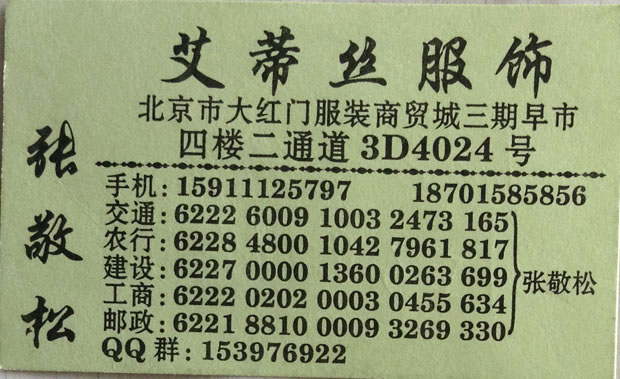 艾蒂丝服饰
北京市大红门服装商贸城三期早市
四楼二通道 3D4024 号
张敬松
手机: 15911125797 18701585856
交通: 6222 6009 1003 2473 165
农行: 6228 4800 1042 7961 817
建设: 6227 0000 1360 0263 699
工商: 6222 0202 0003 0455 634
邮政: 6221 8810 0009 3269 330
张敬松
QQ 群: 153976922